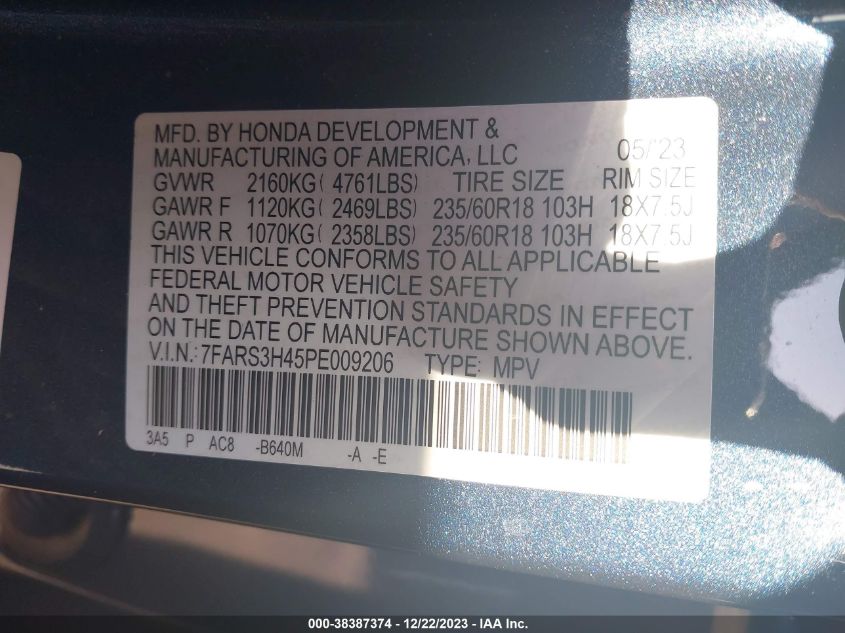 MFD. BY HONDA DEVELOPMENT &
MANUFACTURING OF AMERICA, LLC 05/'23
GVWR 2160KG( 4761LBS) TIRE SIZE RIM SIZE
GAWR F 1120KG( 2469LBS) 235/60R18 103H 18X7.5J
GAWR R 1070KG( 2358LBS) 235/60R18 103H 18X7.5J
THIS VEHICLE CONFORMS TO ALL APPLICABLE
FEDERAL MOTOR VEHICLE SAFETY
AND THEFT PREVENTION STANDARDS IN EFFECT
ON THE DATE OF MANUFACTURE SHOWN ABOVE.
V.I.N.:7FARS3H45PE009206 TYPE: MPV
3A5 P AC8 -B640M -A -E
000-38387374 - 12/22/2023 - IAA Inc.